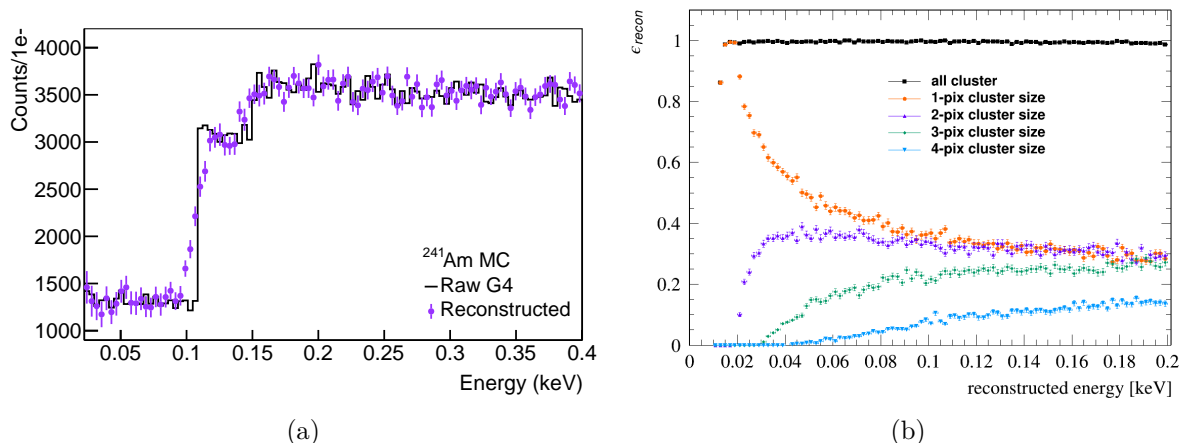 Counts/1e-
4000
3500
3000
2500
2000
1500
1000
0.05 0.1 0.15 0.2 0.25 0.3 0.35 0.4
Energy (keV)
²⁴¹Am MC
Raw G4
Reconstructed
(a)
ϵrecon
1
0.8
0.6
0.4
0.2
0
all cluster
1-pix cluster size
2-pix cluster size
3-pix cluster size
4-pix cluster size
0 0.02 0.04 0.06 0.08 0.1 0.12 0.14 0.16 0.18 0.2
reconstructed energy [keV]
(b)